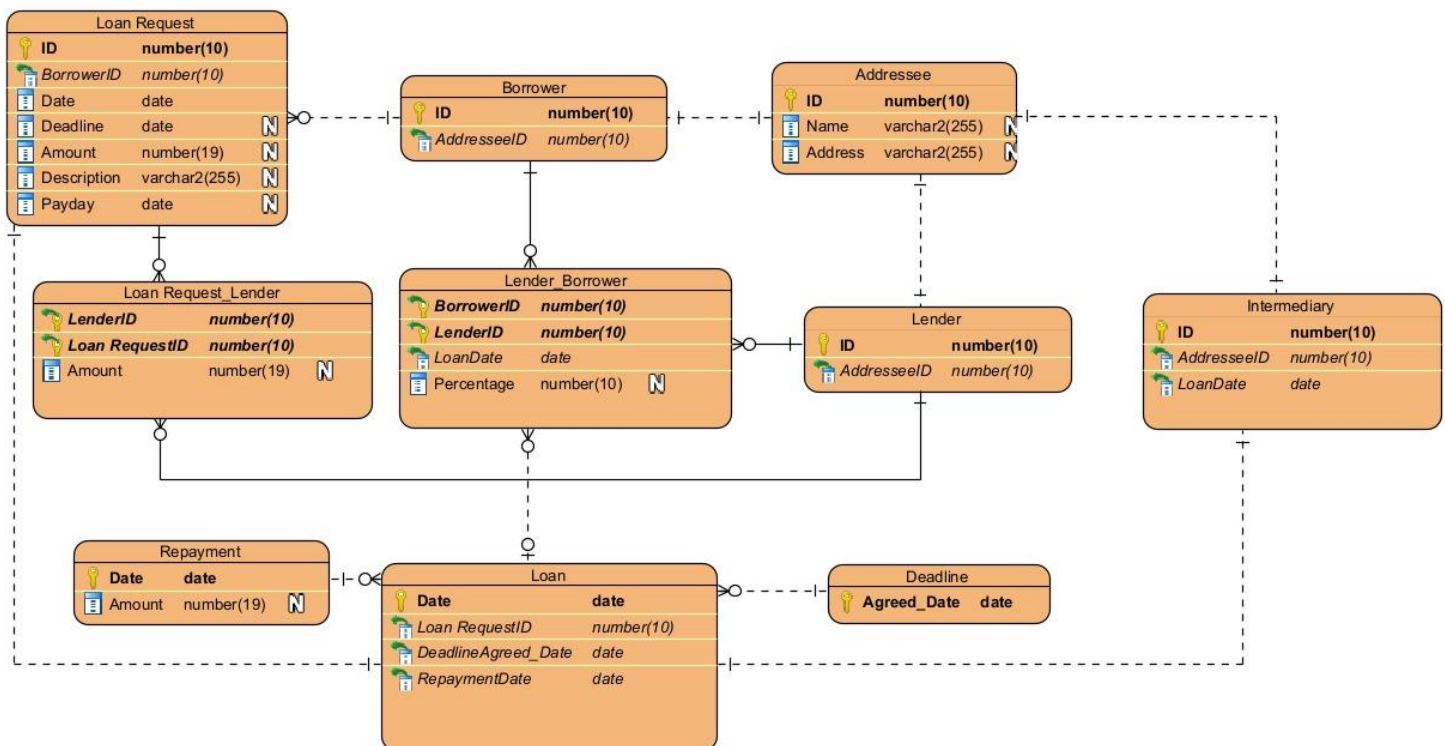 Loan Request
ID number(10)
BorrowerID number(10)
Date date
Deadline date N
Amount number(19) N
Description varchar2(255) N
Payday date N
Borrower
ID number(10)
AddresseeID number(10)
Addressee
ID number(10)
Name varchar2(255) N
Address varchar2(255) N
Loan Request_Lender
LenderID number(10)
Loan RequestID number(10)
Amount number(19) N
Lender_Borrower
BorrowerID number(10)
LenderID number(10)
LoanDate date
Percentage number(10) N
Lender
ID number(10)
AddresseeID number(10)
Intermediary
ID number(10)
AddresseeID number(10)
LoanDate date
Repayment
Date date
Amount number(19) N
Loan
Date date
Loan RequestID number(10)
DeadlineAgreed_Date date
RepaymentDate date
Deadline
Agreed_Date date